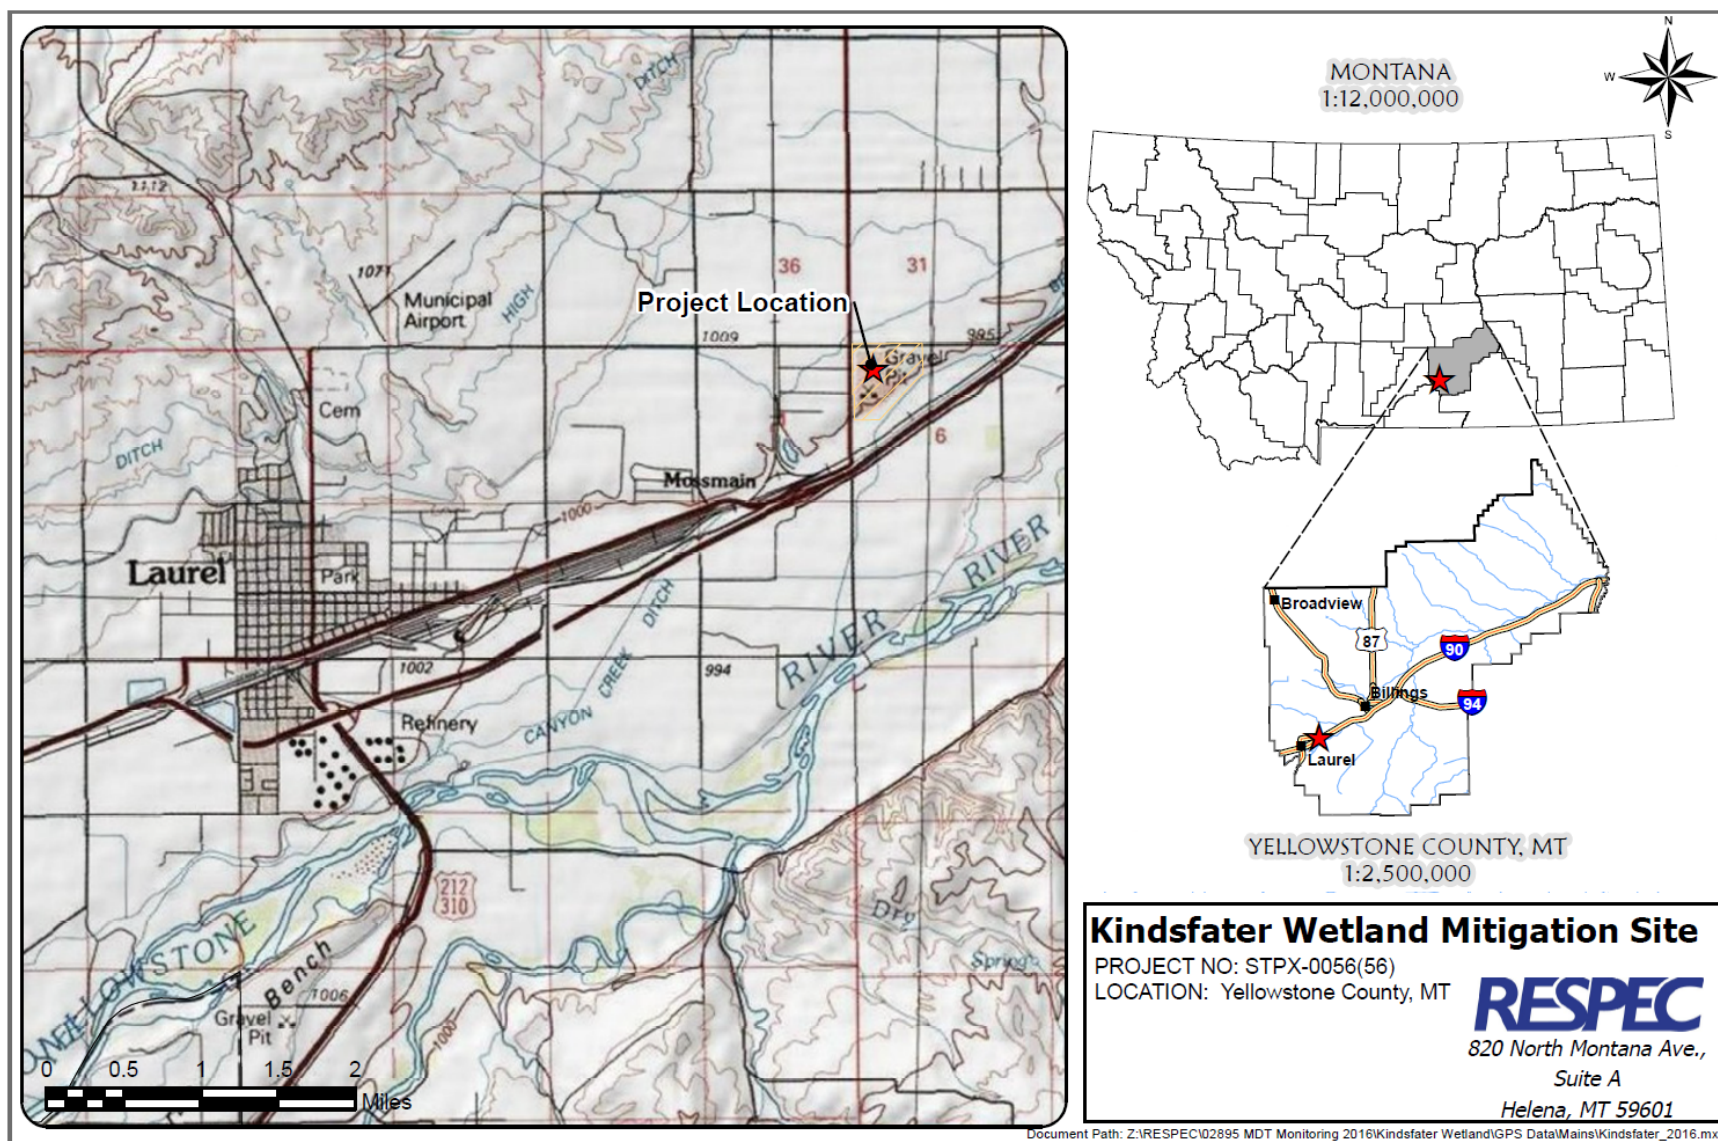 DITCH
1112
36
31
1071
Municipal
Airport
HIGH
Project Location
1009
995
Gravel
Cem
DITCH
6
Mossmain
1000
Laurel
Park
RIVER
DITCH
RIVER
1002
CREEK
994
Refinery
CANYON
212
310
Dry
YELLOWSTONE
Bench
Spring
1006
Gravel
Pit
1000
0 0.5 1 1.5 2
Miles
N
W
S
MONTANA
1:12,000,000
Broadview
87
90
Billings
94
Laurel
YELLOWSTONE COUNTY, MT
1:2,500,000
Kindsfater Wetland Mitigation Site
PROJECT NO: STPX-0056(56)
LOCATION: Yellowstone County, MT
RESPEC
820 North Montana Ave.,
Suite A
Helena, MT 59601
Document Path: Z:\RESPEC\02895 MDT Monitoring 2016\Kindsfater Wetland\GPS Data\Mains\Kindsfater_2016.mx